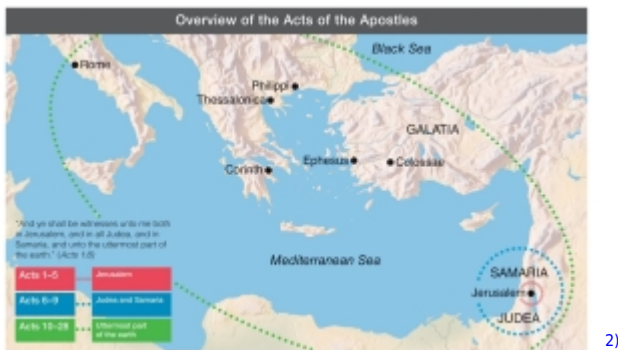 Overview of the Acts of the Apostles
Black Sea
Rome
Philippi
Thessalonica
GALATIA
Ephesus
Colossae
Corinth
"And ye shall be witnesses unto me both
in Jerusalem, and in all Judea, and in
Samaria, and unto the uttermost part of
the earth." (Acts 1:8)
Mediterranean Sea
SAMARIA
Jerusalem
JUDEA
Acts 1–5 Jerusalem
Acts 6–9 Judea and Samaria
Acts 10–28 Uttermost part
of the earth
2)